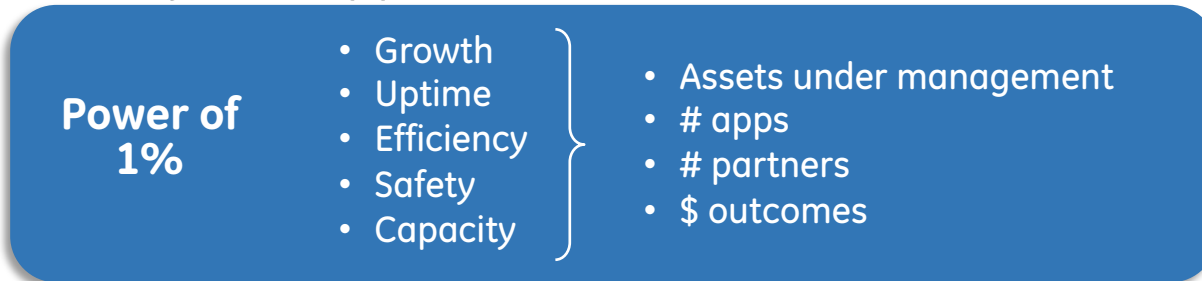 Power of
1%
• Growth
• Uptime
• Efficiency
• Safety
• Capacity
• Assets under management
• # apps
• # partners
• $ outcomes